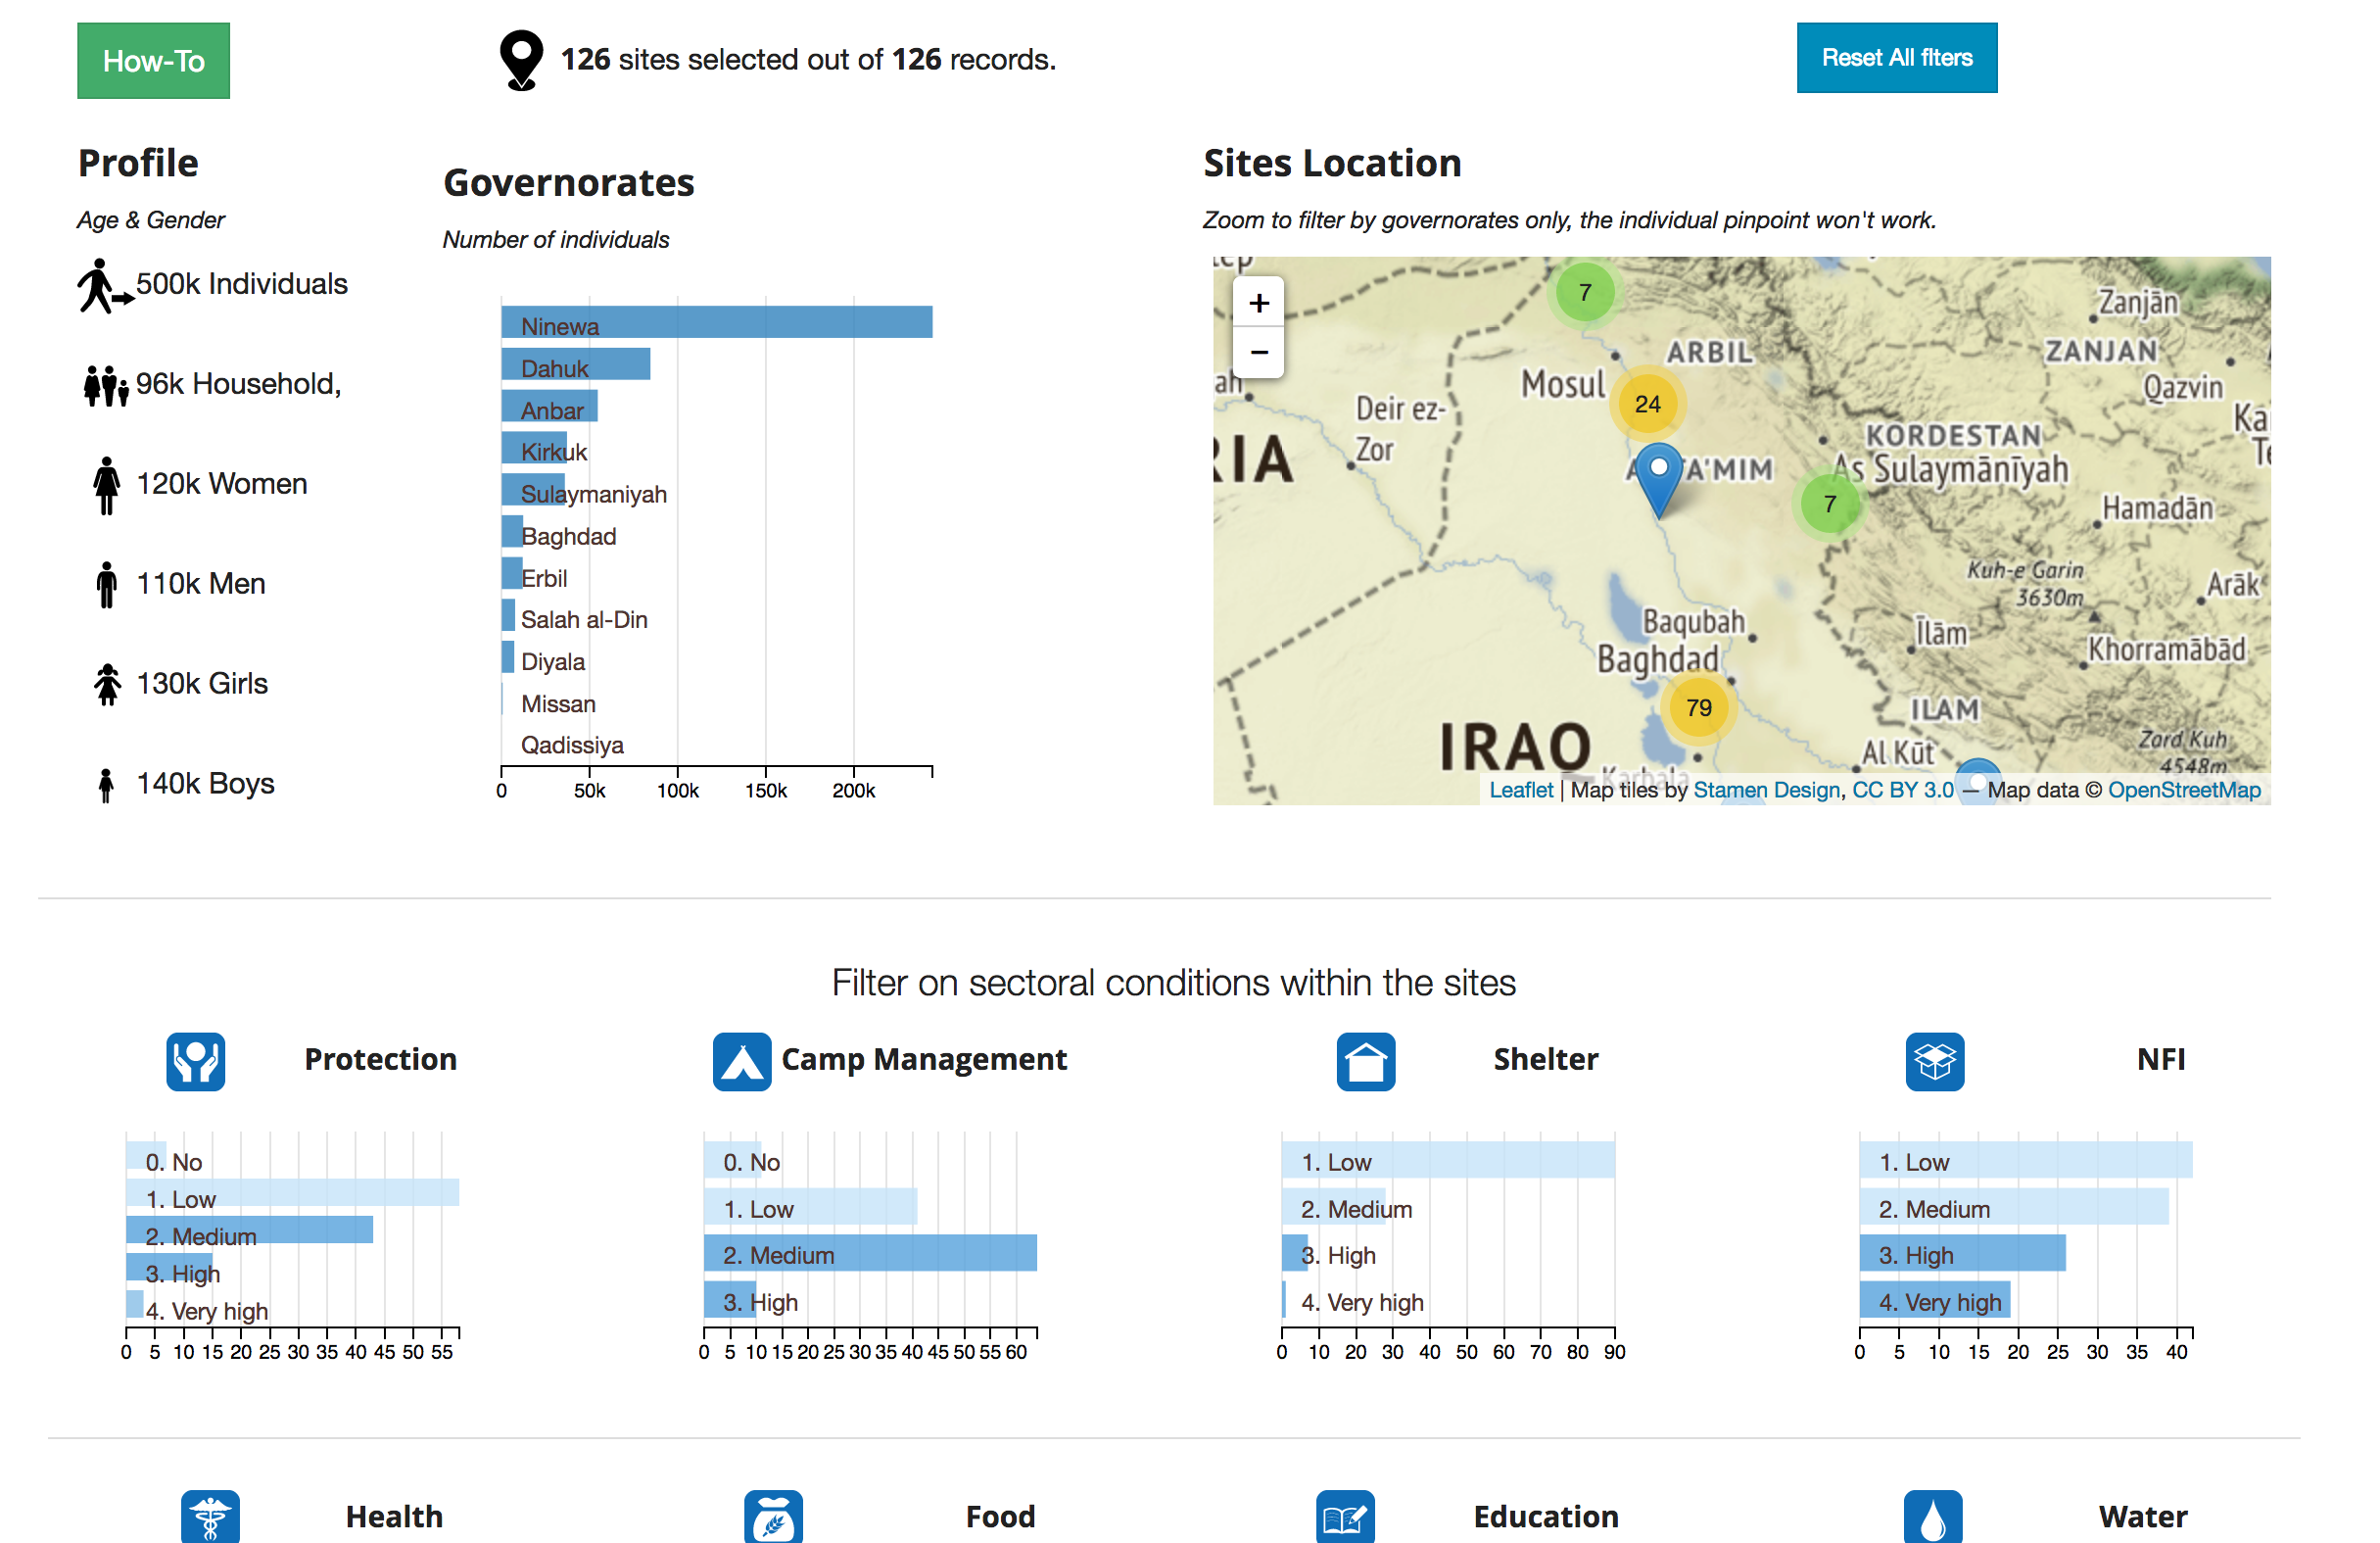 How-To
126 sites selected out of 126 records.
Reset All flters
Profile
Age & Gender
500k Individuals
96k Household,
120k Women
110k Men
130k Girls
140k Boys
Governorates
Number of individuals
Ninewa
Dahuk
Anbar
Kirkuk
Sulaymaniyah
Baghdad
Erbil
Salah al-Din
Diyala
Missan
Qadissiya
0 50k 100k 150k 200k
Sites Location
Zoom to filter by governorates only, the individual pinpoint won't work.
+
−
7
Zanjān
ARBIL
ZANJAN
Mosul
Qazvin
24
Deir ez-
Zor
KORDESTAN
As Sulaymānīyah
7
Hamadān
Kuh-e Garin
3630m
Arāk
Baqubah
Īlām
Khorramābād
Baghdad
79
ILAM
IRAQ
Al Kūt
Zard Kuh
4548m
Karbala
Leaflet | Map tiles by Stamen Design, CC BY 3.0 — Map data © OpenStreetMap
Filter on sectoral conditions within the sites
Protection
0. No
1. Low
2. Medium
3. High
4. Very high
0 5 10 15 20 25 30 35 40 45 50 55
Camp Management
0. No
1. Low
2. Medium
3. High
0 5 10 15 20 25 30 35 40 45 50 55 60
Shelter
1. Low
2. Medium
3. High
4. Very high
0 10 20 30 40 50 60 70 80 90
NFI
1. Low
2. Medium
3. High
4. Very high
0 5 10 15 20 25 30 35 40
Health
Food
Education
Water